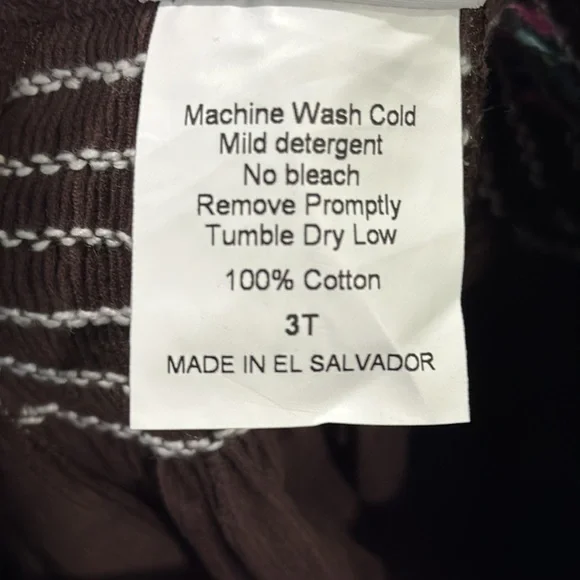 Machine Wash Cold
Mild detergent
No bleach
Remove Promptly
Tumble Dry Low
100% Cotton
3T
MADE IN EL SALVADOR